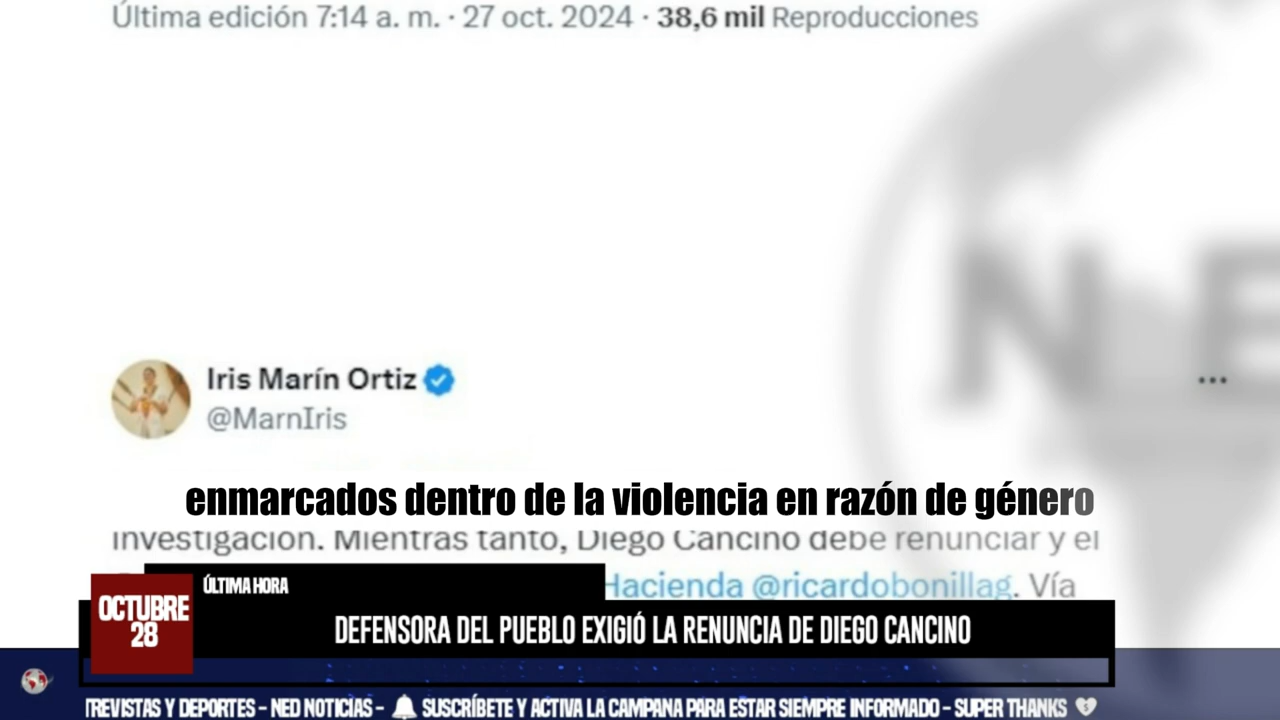 Última edición 7:14 a. m. · 27 oct. 2024 · 38,6 mil Reproducciones
N E
Iris Marín Ortiz
@MarnIris
enmarcados dentro de la violencia en razón de género
investigación. Mientras tanto, Diego Cancino debe renunciar y el
Hacienda @ricardobonillag. Vía
ÚLTIMA HORA
OCTUBRE
28
DEFENSORA DEL PUEBLO EXIGIÓ LA RENUNCIA DE DIEGO CANCINO
TREVISTAS Y DEPORTES - NED NOTICIAS - SUSCRÍBETE Y ACTIVA LA CAMPANA PARA ESTAR SIEMPRE INFORMADO - SUPER THANKS